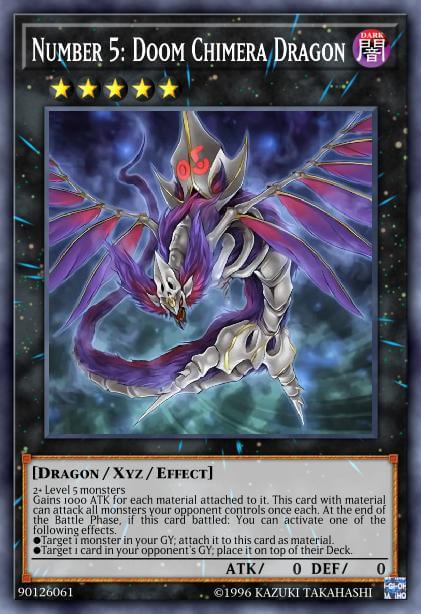 NUMBER 5: DOOM CHIMERA DRAGON
DARK
闇
05
[DRAGON / XYZ / EFFECT]
2+ Level 5 monsters
Gains 1000 ATK for each material attached to it. This card with material
can attack all monsters your opponent controls once each. At the end of
the Battle Phase, if this card battled: You can activate one of the
following effects.
●Target 1 monster in your GY; attach it to this card as material.
●Target 1 card in your opponent's GY; place it on top of their Deck.
ATK/ 0 DEF/ 0
90126061
©1996 KAZUKI TAKAHASHI